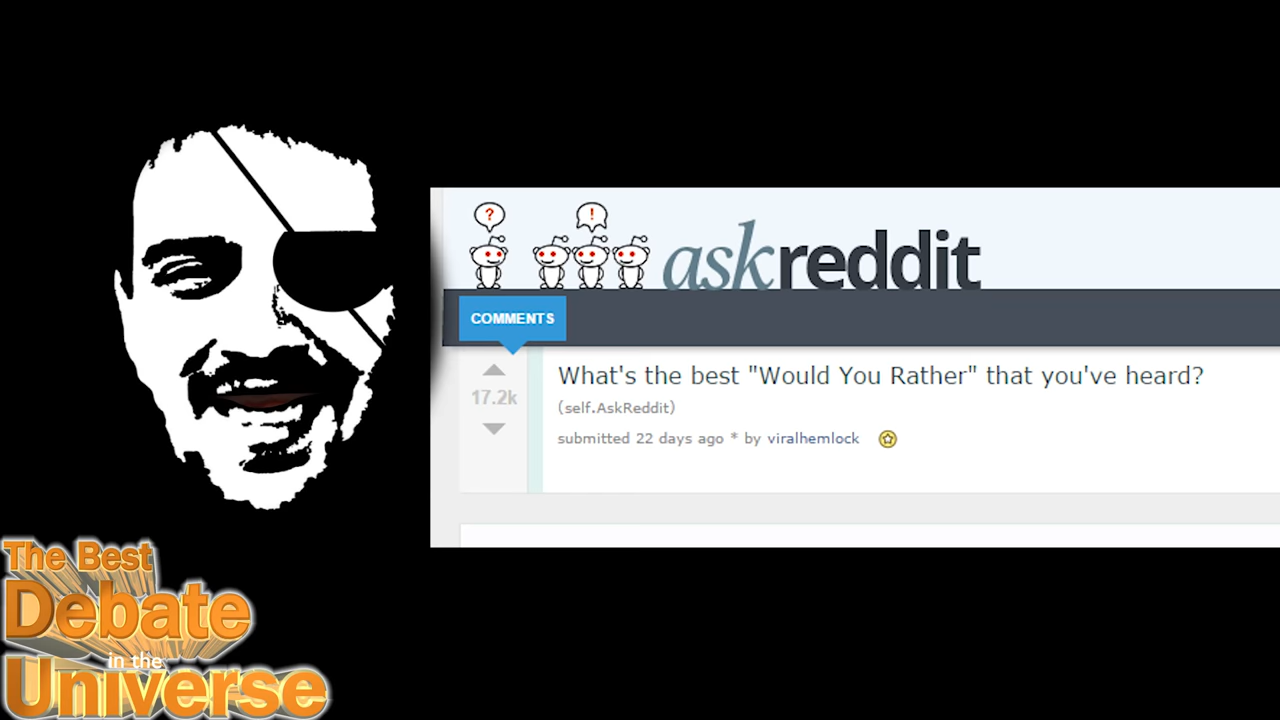 ?
!
askreddit
COMMENTS
What's the best "Would You Rather" that you've heard?
17.2k
(self.AskReddit)
submitted 22 days ago * by viralhemlock
The Best
Debate
in the
Universe